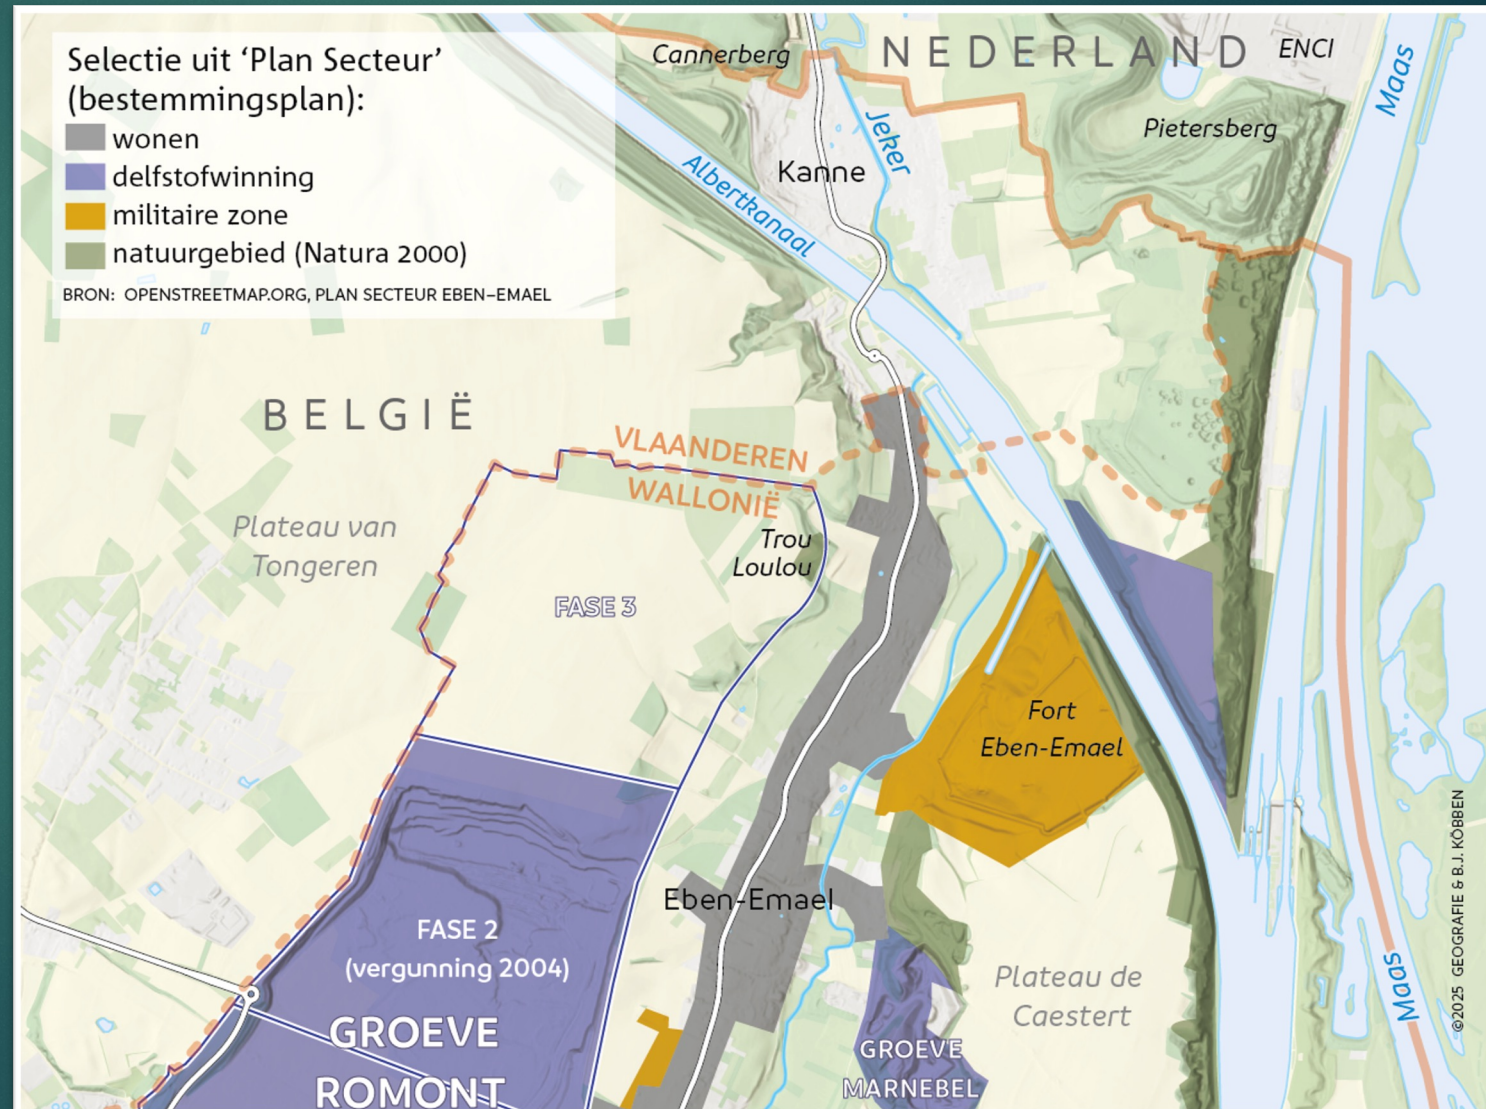 Selectie uit ‘Plan Secteur’
(bestemmingsplan):
wonen
delfstofwinning
militaire zone
natuurgebied (Natura 2000)
BRON: OPENSTREETMAP.ORG, PLAN SECTEUR EBEN–EMAEL
Cannerberg
NEDERLAND
ENCI
Maas
Pietersberg
Jeker
Kanne
Albertkanaal
BELGIË
VLAANDEREN
WALLONIË
Plateau van
Tongeren
Trou
Loulou
FASE 3
Fort
Eben-Emael
Eben-Emael
FASE 2
(vergunning 2004)
GROEVE
ROMONT
Plateau de
Caestert
GROEVE
MARNEBEL
Maas
©2025 GEOGRAFIE & B.J. KÖBBEN